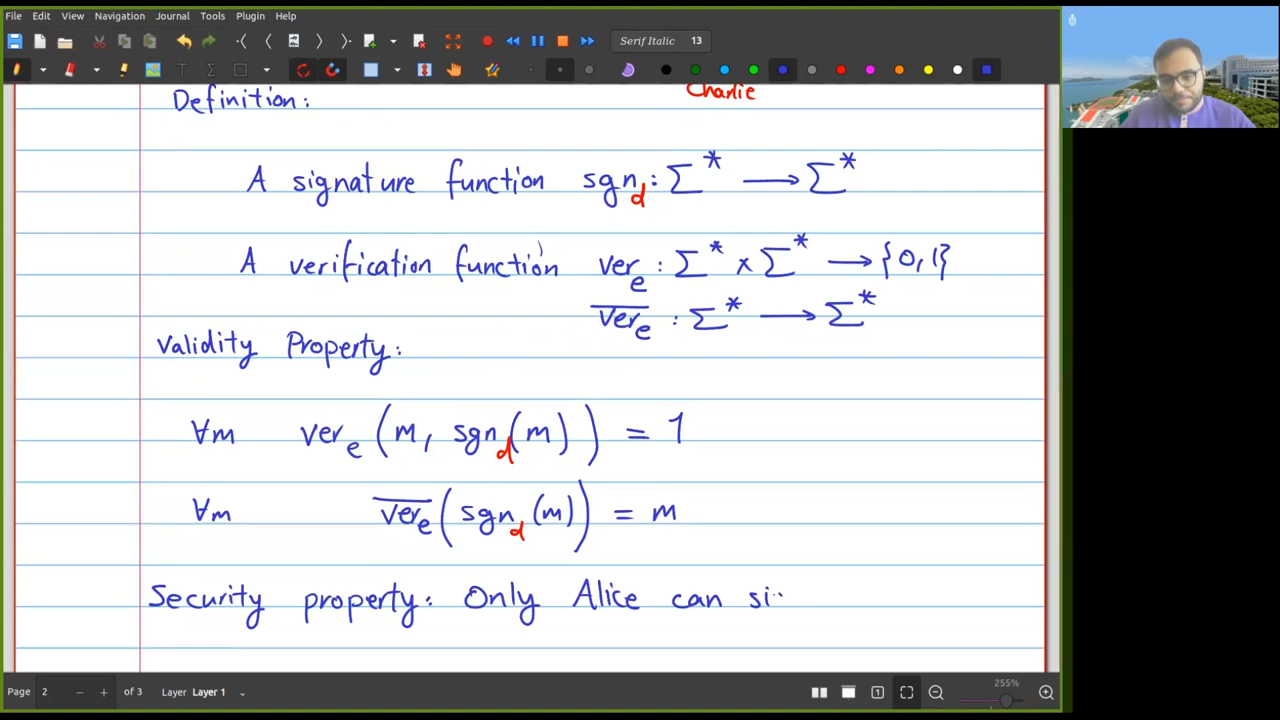 File Edit View Navigation Journal Tools Plugin Help
Serif Italic 13
Definition: Charlie
A signature function sgn_d : Σ* ⟶ Σ*
A verification function ver_e : Σ* × Σ* ⟶ {0,1}
v̅e̅r̅_e : Σ* ⟶ Σ*
Validity Property:
∀m ver_e (m, sgn_d(m)) = 1
∀m v̅e̅r̅_e (sgn_d(m)) = m
Security property: Only Alice can si
Page 2 of 3 Layer Layer 1 255%